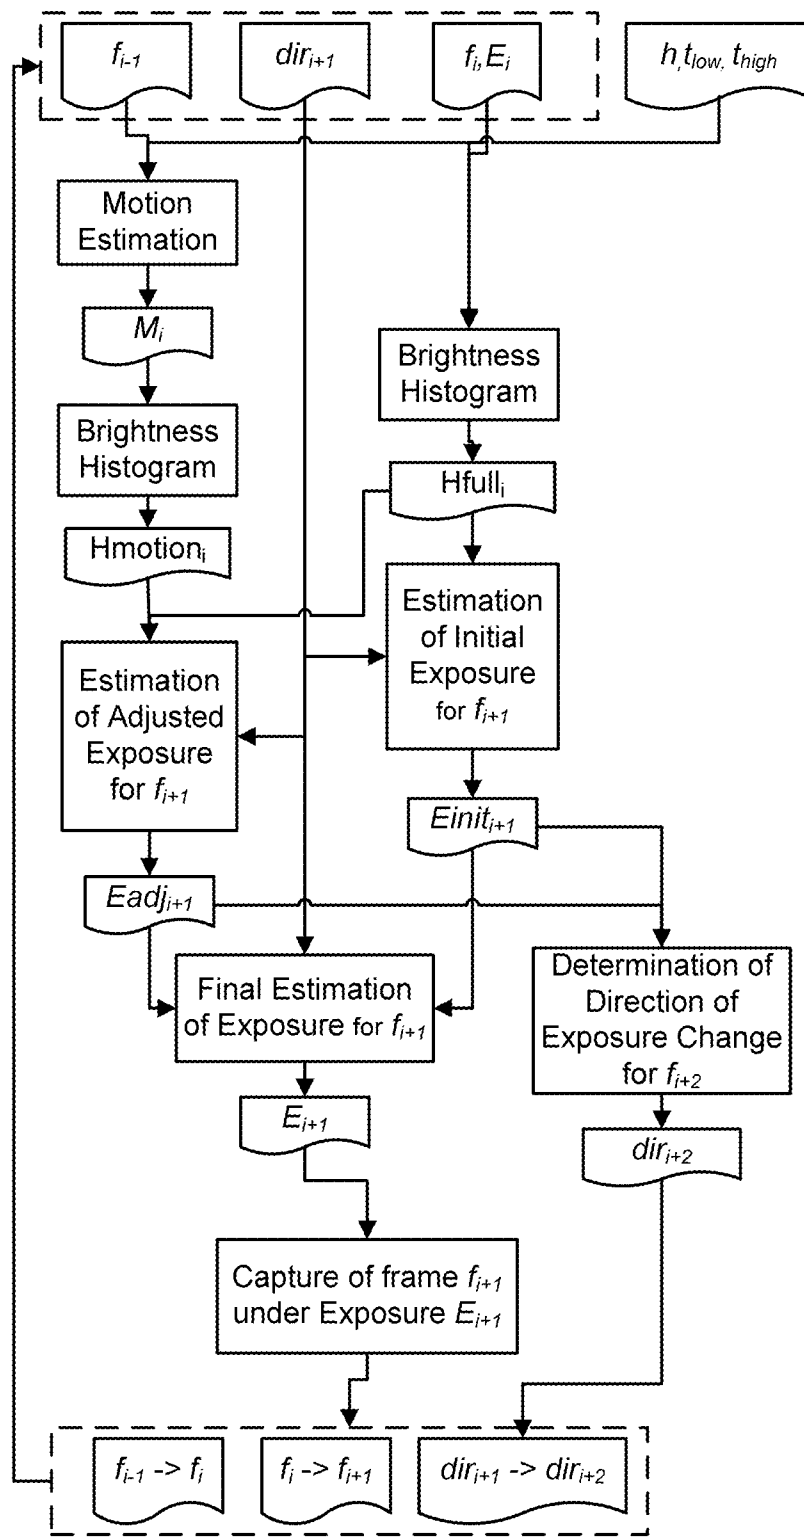 f_{i-1}
dir_{i+1}
f_i, E_i
h, t_{low}, t_{high}
Motion
Estimation
M_i
Brightness
Histogram
Brightness
Histogram
Hfull_i
Hmotion_i
Estimation
of Initial
Exposure
for f_{i+1}
Estimation
of Adjusted
Exposure
for f_{i+1}
Einit_{i+1}
Eadj_{i+1}
Final Estimation
of Exposure for f_{i+1}
Determination of
Direction of
Exposure Change
for f_{i+2}
E_{i+1}
dir_{i+2}
Capture of frame f_{i+1}
under Exposure E_{i+1}
f_{i-1} -> f_i
f_i -> f_{i+1}
dir_{i+1} -> dir_{i+2}